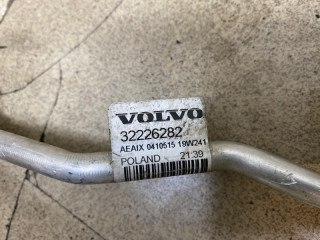 VOLVO
32226282
AEAIX 0410515 19W241
POLAND 21:39